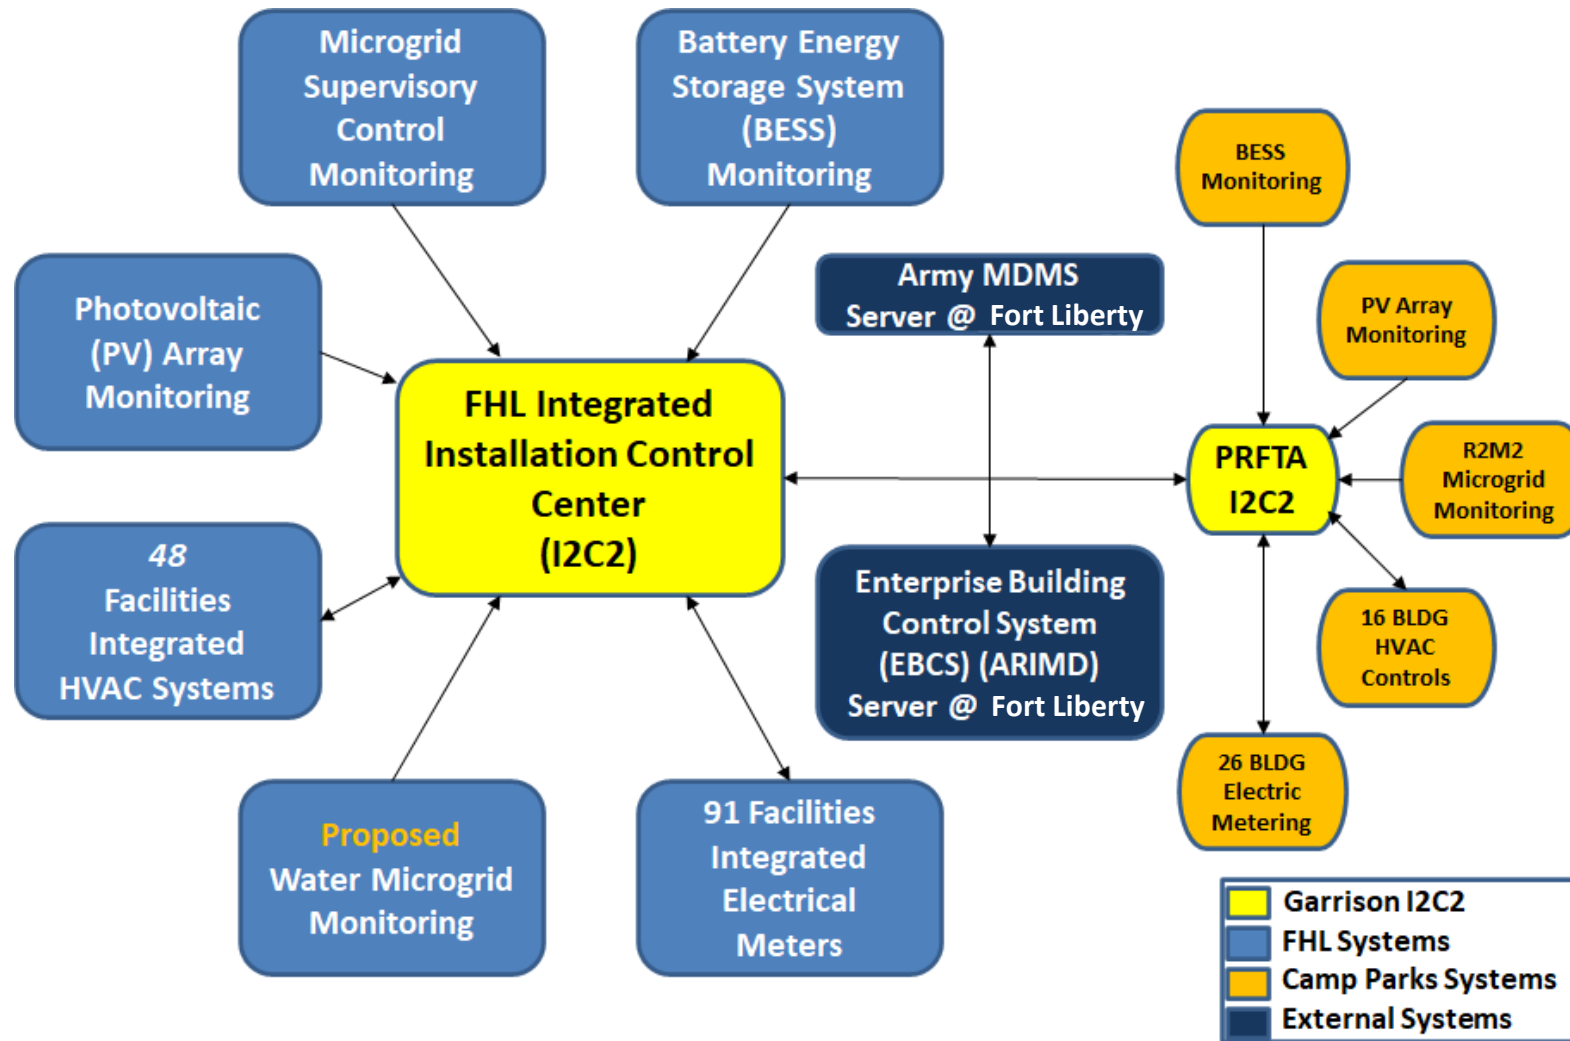 Microgrid
Supervisory
Control
Monitoring
Battery Energy
Storage System
(BESS)
Monitoring
BESS
Monitoring
Photovoltaic
(PV) Array
Monitoring
Army MDMS
Server @ Fort Liberty
PV Array
Monitoring
FHL Integrated
Installation Control
Center
(I2C2)
PRFTA
I2C2
R2M2
Microgrid
Monitoring
48
Facilities
Integrated
HVAC Systems
Enterprise Building
Control System
(EBCS) (ARIMD)
Server @ Fort Liberty
16 BLDG
HVAC
Controls
Proposed
Water Microgrid
Monitoring
91 Facilities
Integrated
Electrical
Meters
26 BLDG
Electric
Metering
Garrison I2C2
FHL Systems
Camp Parks Systems
External Systems